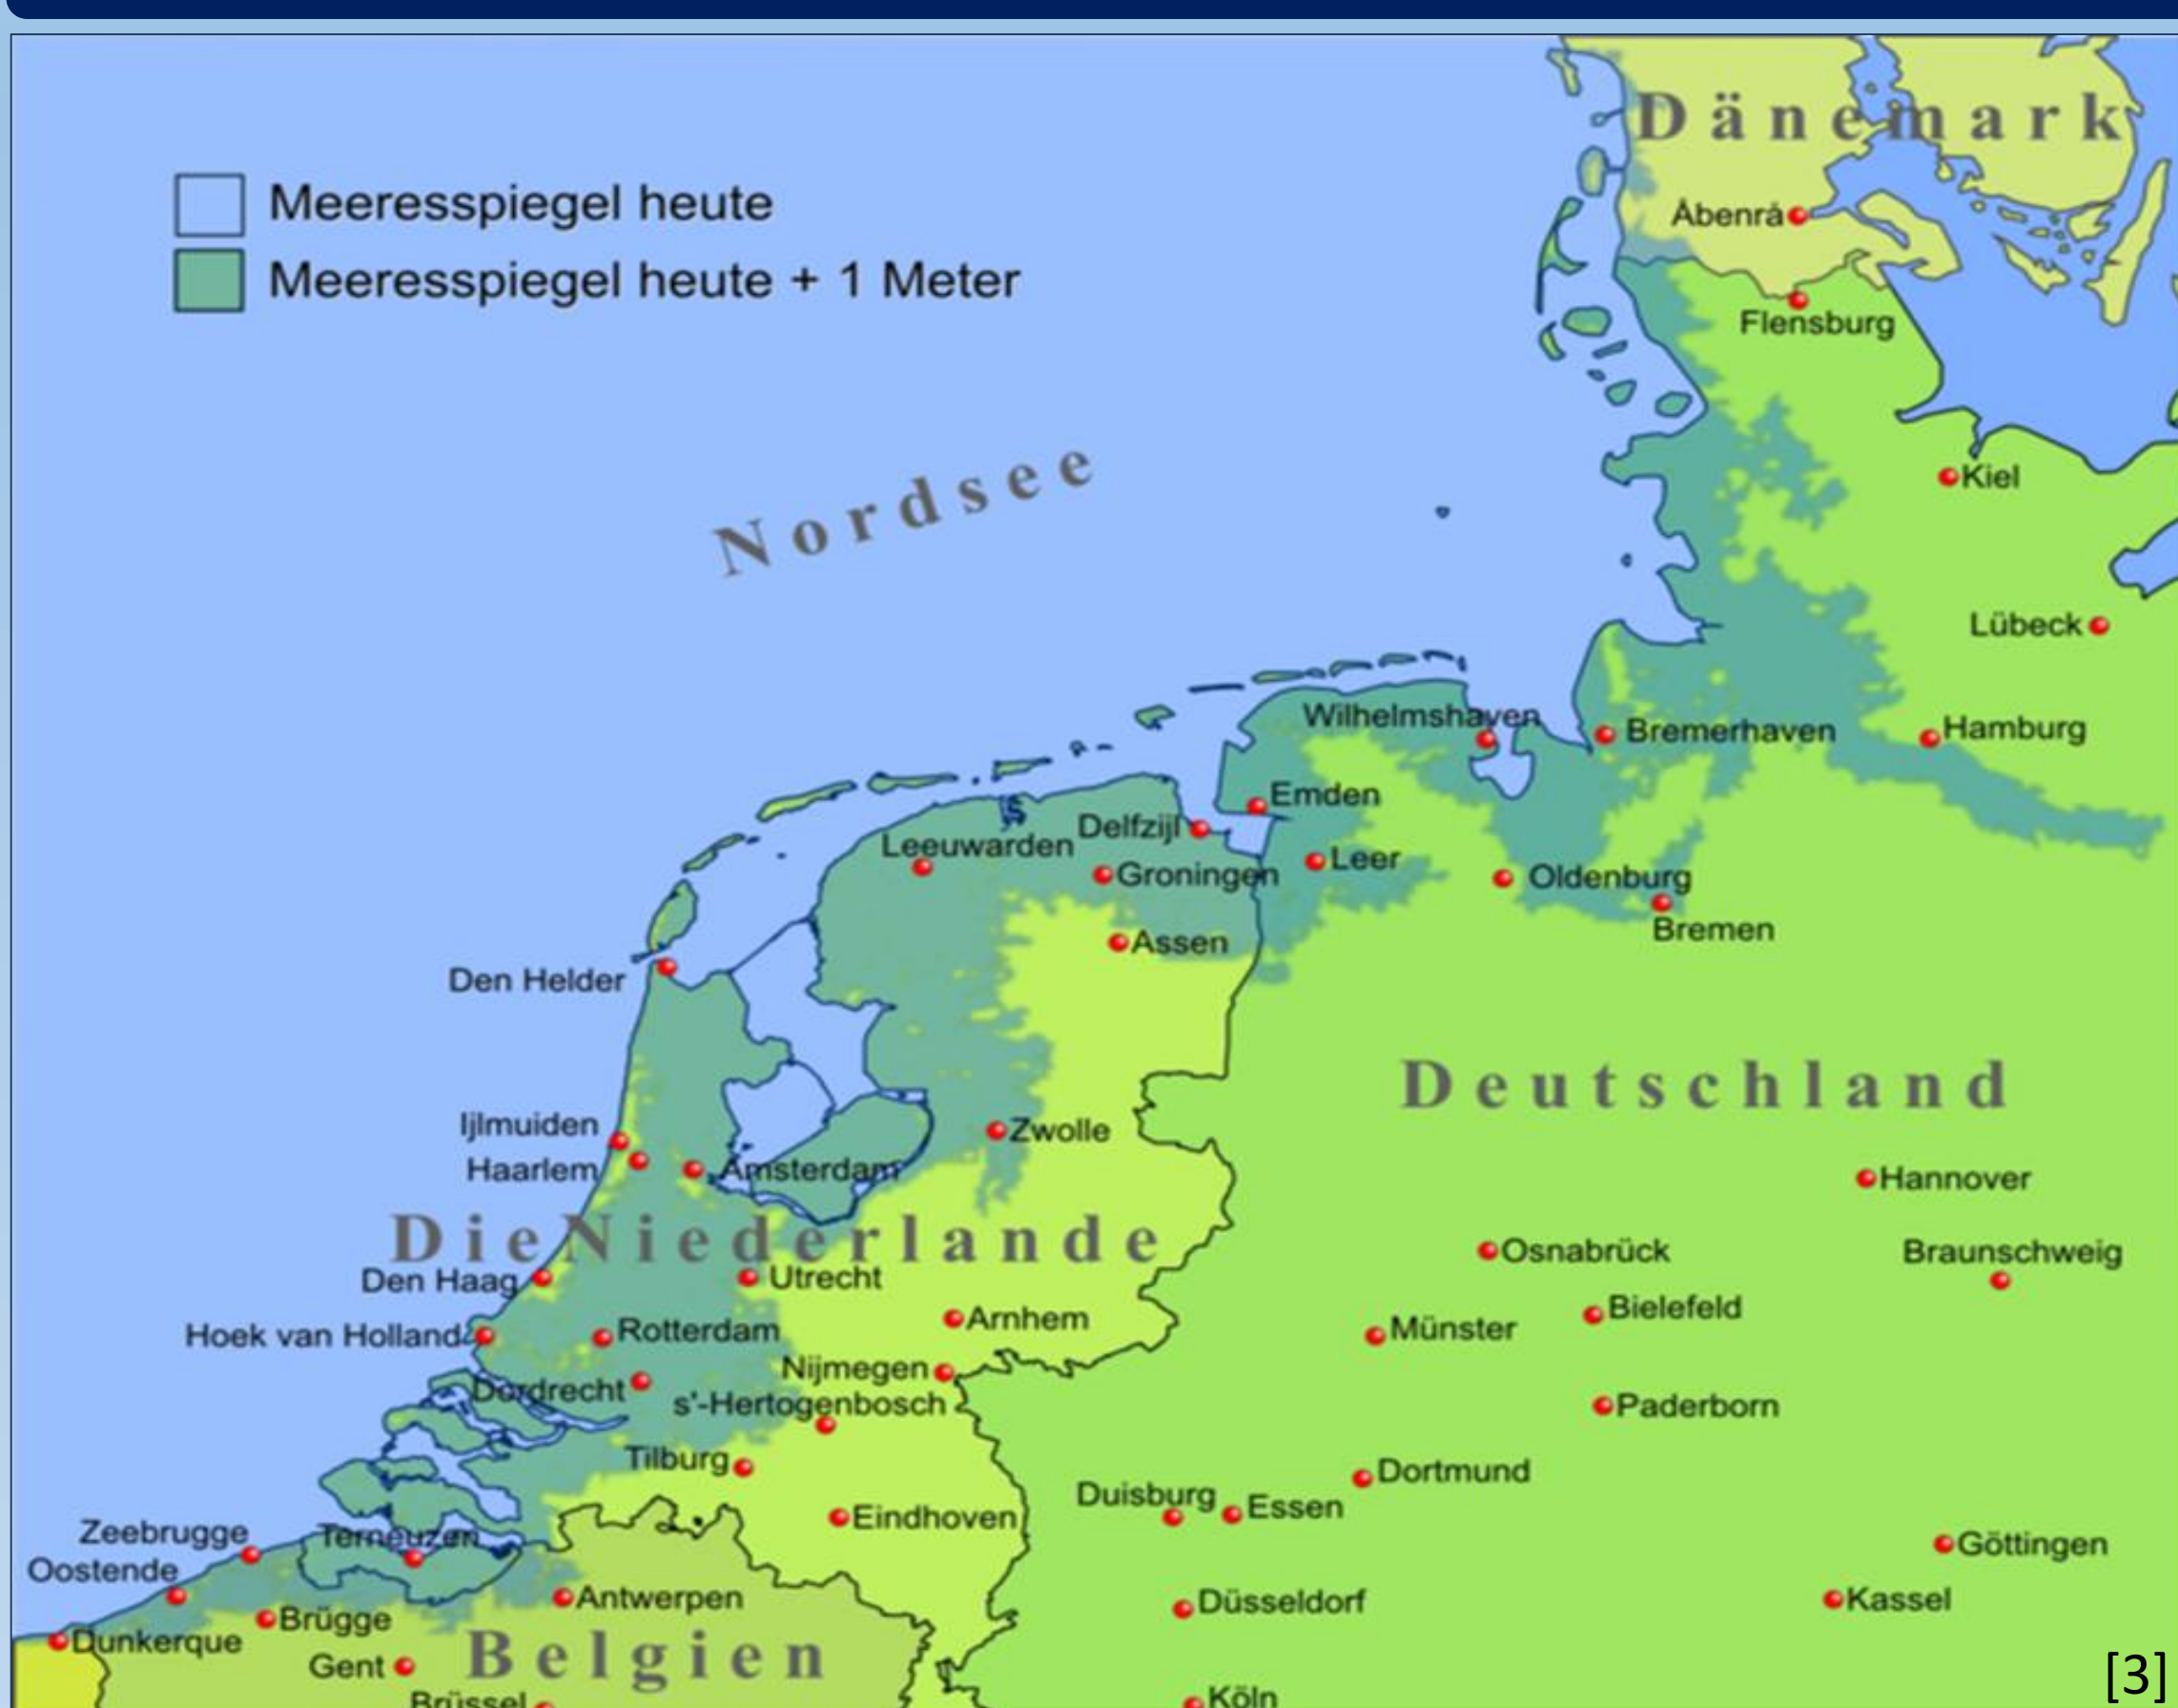 Dänemark
Meeresspiegel heute
Åbenrå
Meeresspiegel heute + 1 Meter
Flensburg
Nordsee
Kiel
Lübeck
Wilhelmshaven
Bremerhaven
Hamburg
Emden
Delfzijl
Leeuwarden
Leer
Groningen
Oldenburg
Bremen
Assen
Den Helder
Deutschland
Ijlmuiden
Zwolle
Haarlem
Amsterdam
Hannover
DieNiederlande
Osnabrück
Braunschweig
Den Haag
Utrecht
Bielefeld
Arnhem
Hoek van Holland
Rotterdam
Münster
Nijmegen
Dordrecht
s'-Hertogenbosch
Paderborn
Tilburg
Dortmund
Duisburg
Essen
Eindhoven
Zeebrugge
Terneuzen
Göttingen
Oostende
Antwerpen
Düsseldorf
Kassel
Brügge
Dunkerque
Belgien
Gent
[3]
Brüssel
Köln